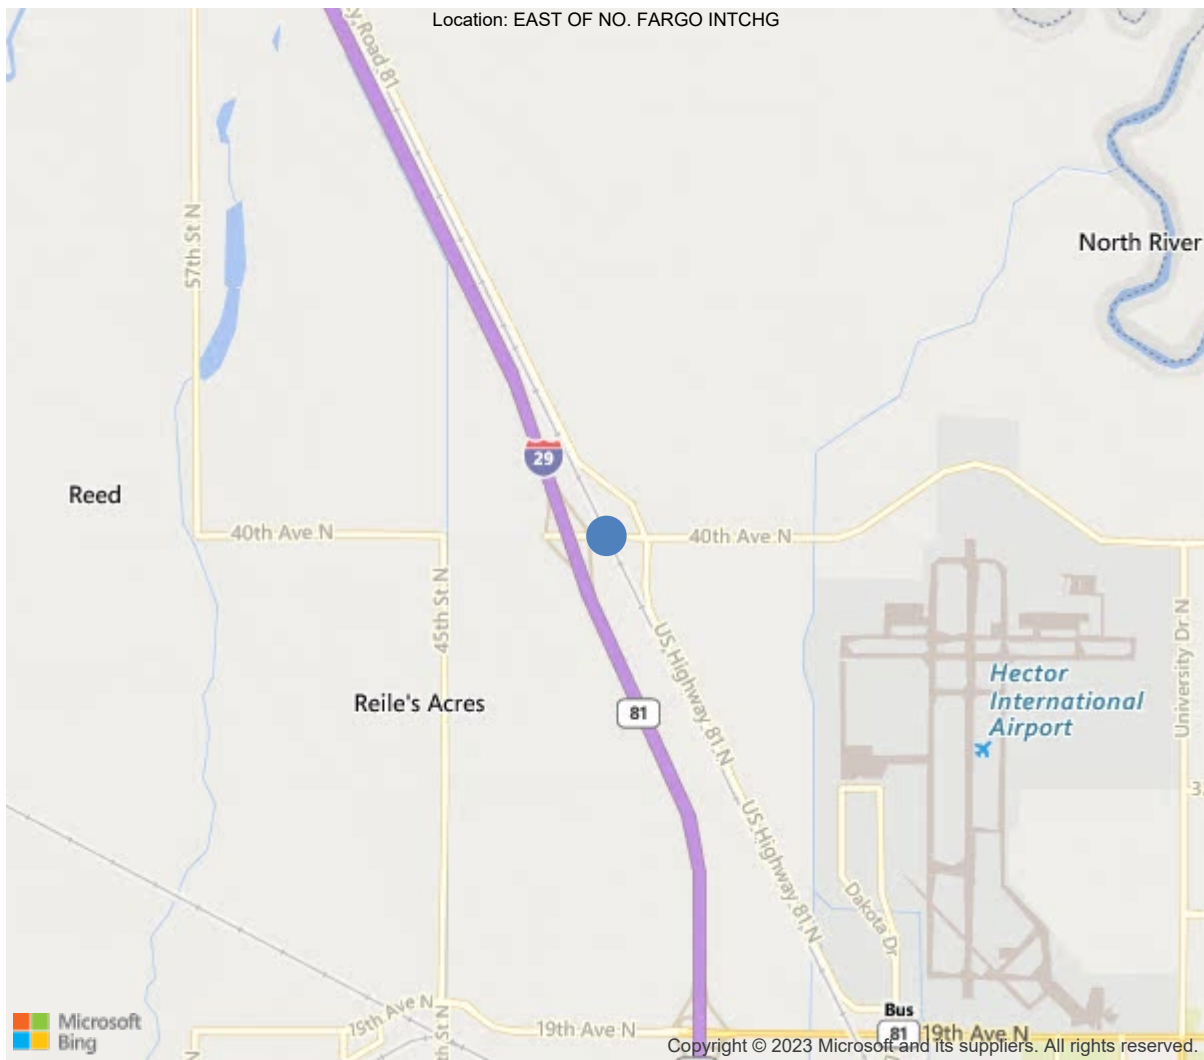 Location: EAST OF NO. FARGO INTCHG
y Road 81
57th St N
North River
29
Reed
40th Ave N
40th Ave N
45th St N
University Dr N
US Highway 81 N
Hector
International
Airport
Reile's Acres
81
US Highway 81 N
Dakota Dr
19th Ave N
19th Ave N
Bus
81
19th Ave N
Microsoft
Bing
Copyright © 2023 Microsoft and its suppliers. All rights reserved.